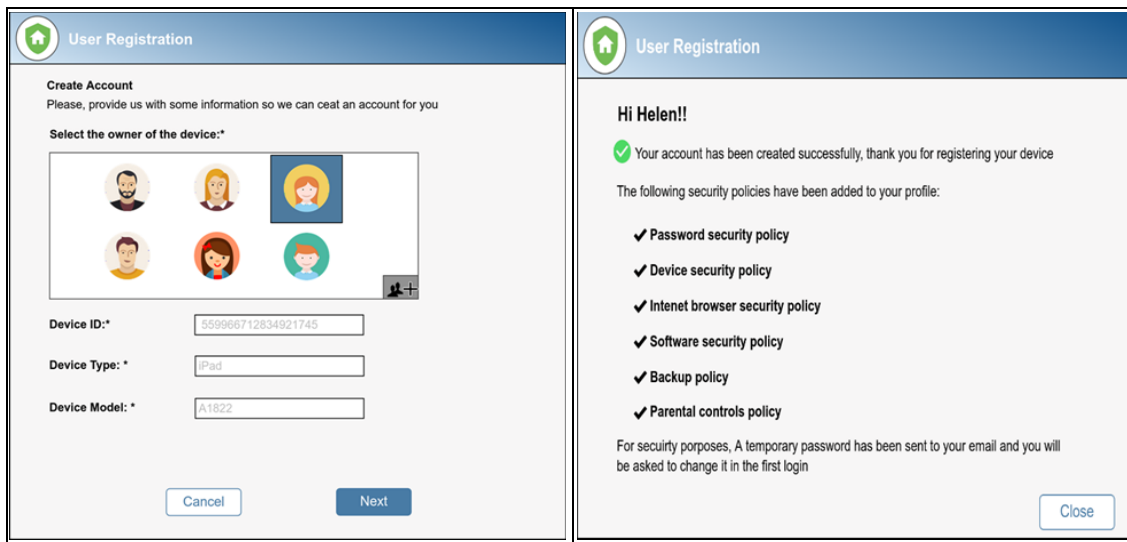 User Registration
Create Account
Please, provide us with some information so we can ceat an account for you
Select the owner of the device:*
Device ID:*
559966712834921745
Device Type: *
iPad
Device Model: *
A1822
Cancel
Next
User Registration
Hi Helen!!
Your account has been created successfully, thank you for registering your device
The following security policies have been added to your profile:
Password security policy
Device security policy
Intenet browser security policy
Software security policy
Backup policy
Parental controls policy
For secuirty porposes, A temporary password has been sent to your email and you will
be asked to change it in the first login
Close